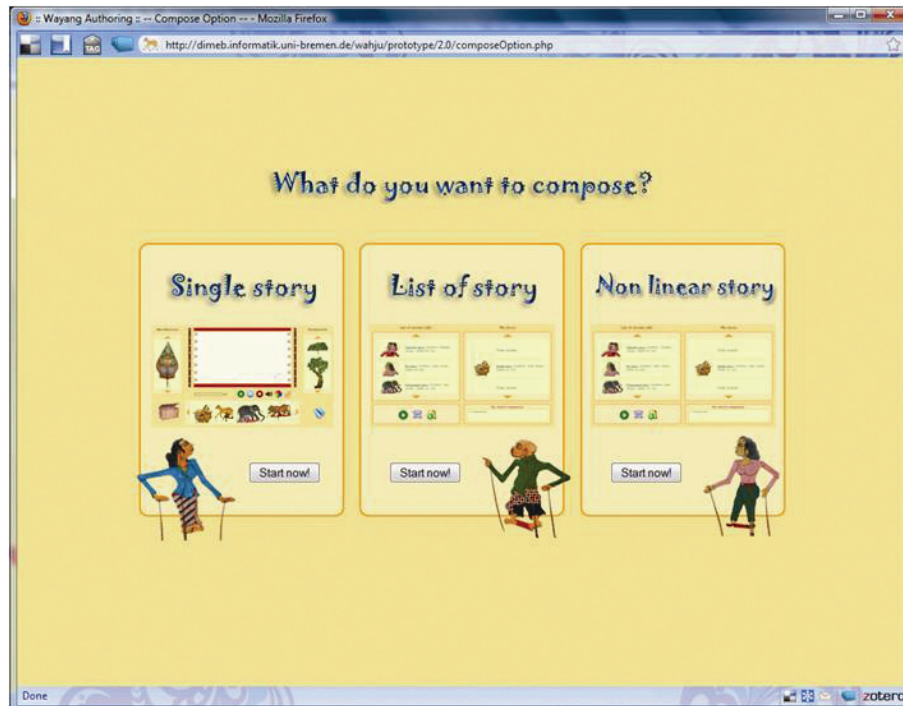 :: Wayang Authoring :: -- Compose Option -- - Mozilla Firefox
TAG
http://dimeb.informatik.uni-bremen.de/wahju/prototype/2.0/composeOption.php
What do you want to compose?
Single story
List of story
Non linear story
Start now!
Start now!
Start now!
Done
zotero